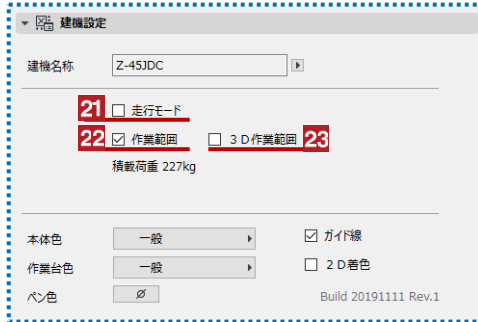 建機設定
建機名称 Z-45JDC
21 走行モード
22 作業範囲 3D作業範囲 23
積載荷重 227kg
本体色 一般 ガイド線
作業台色 一般 2D着色
ペン色 Build 20191111 Rev.1